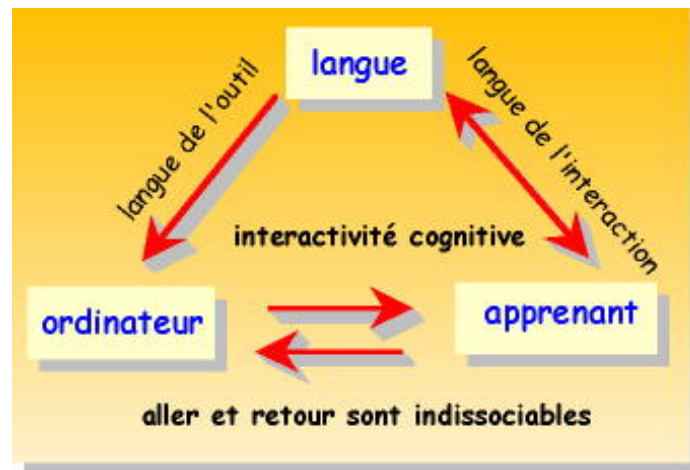 langue
langue de l'outil
langue de l'interaction
interactivité cognitive
ordinateur
apprenant
aller et retour sont indissociables